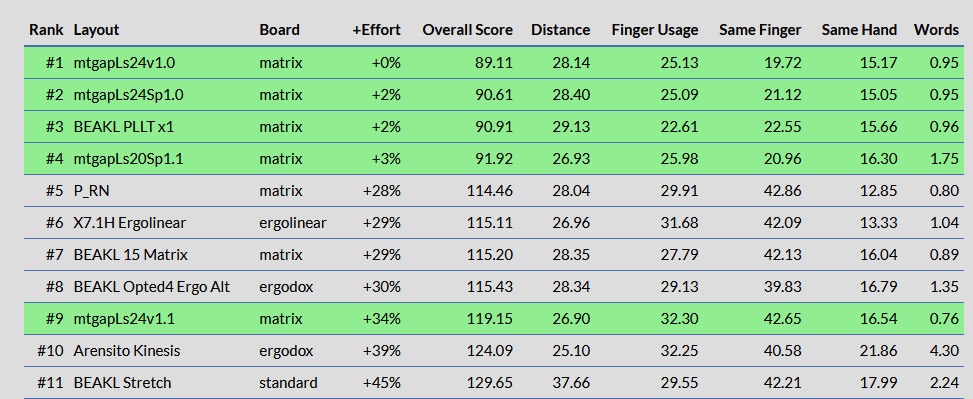 Rank Layout Board +Effort Overall Score Distance Finger Usage Same Finger Same Hand Words
#1 mtgapLs24v1.0 matrix +0% 89.11 28.14 25.13 19.72 15.17 0.95
#2 mtgapLs24Sp1.0 matrix +2% 90.61 28.40 25.09 21.12 15.05 0.95
#3 BEAKL PLLT x1 matrix +2% 90.91 29.13 22.61 22.55 15.66 0.96
#4 mtgapLs20Sp1.1 matrix +3% 91.92 26.93 25.98 20.96 16.30 1.75
#5 P_RN matrix +28% 114.46 28.04 29.91 42.86 12.85 0.80
#6 X7.1H Ergolinear ergolinear +29% 115.11 26.96 31.68 42.09 13.33 1.04
#7 BEAKL 15 Matrix matrix +29% 115.20 28.35 27.79 42.13 16.04 0.89
#8 BEAKL Opted4 Ergo Alt ergodox +30% 115.43 28.34 29.13 39.83 16.79 1.35
#9 mtgapLs24v1.1 matrix +34% 119.15 26.90 32.30 42.65 16.54 0.76
#10 Arensito Kinesis ergodox +39% 124.09 25.10 32.25 40.58 21.86 4.30
#11 BEAKL Stretch standard +45% 129.65 37.66 29.55 42.21 17.99 2.24